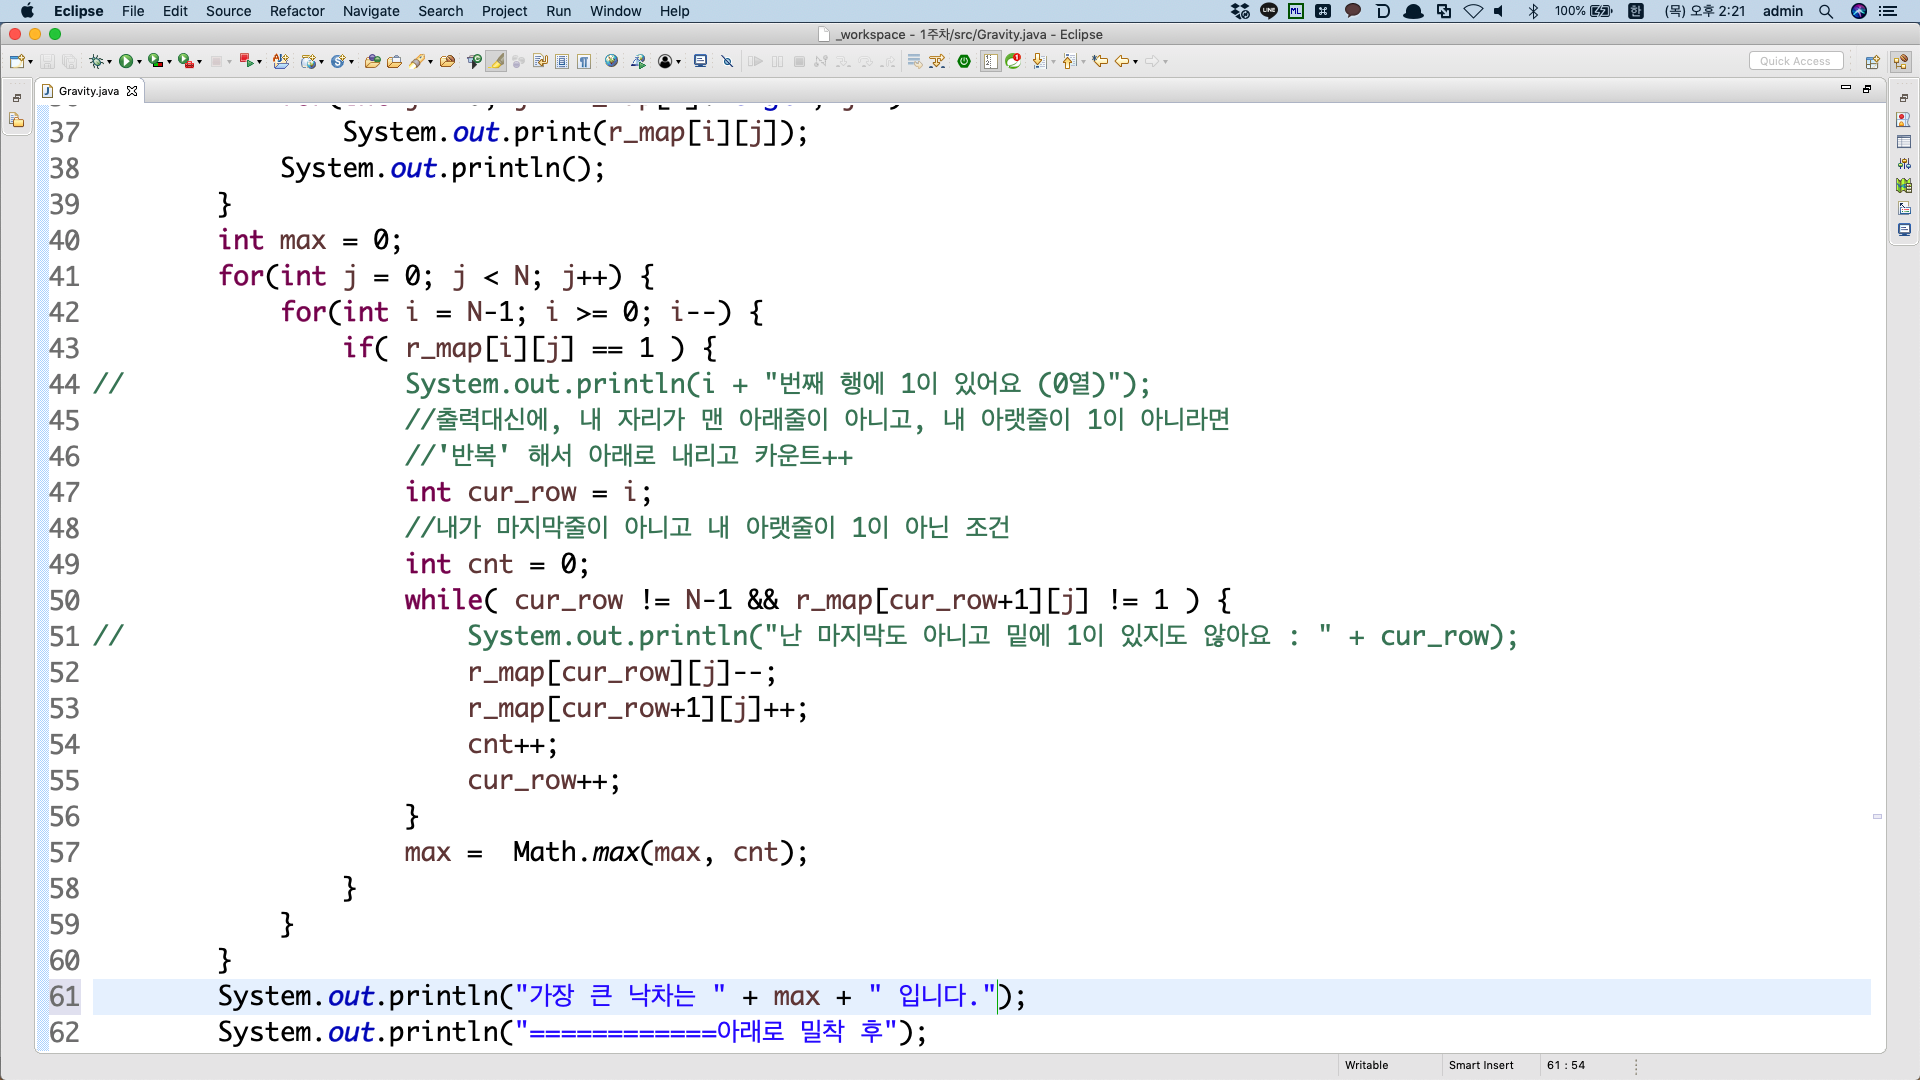 Eclipse File Edit Source Refactor Navigate Search Project Run Window Help 100% 한 (목) 오후 2:21 admin
_workspace - 1주차/src/Gravity.java - Eclipse
Quick Access
Gravity.java
37 System.out.print(r_map[i][j]);
38 System.out.println();
39 }
40 int max = 0;
41 for(int j = 0; j < N; j++) {
42 for(int i = N-1; i >= 0; i--) {
43 if( r_map[i][j] == 1 ) {
44 // System.out.println(i + "번째 행에 1이 있어요 (0열)");
45 //출력대신에, 내 자리가 맨 아래줄이 아니고, 내 아랫줄이 1이 아니라면
46 //'반복' 해서 아래로 내리고 카운트++
47 int cur_row = i;
48 //내가 마지막줄이 아니고 내 아랫줄이 1이 아닌 조건
49 int cnt = 0;
50 while( cur_row != N-1 && r_map[cur_row+1][j] != 1 ) {
51 // System.out.println("난 마지막도 아니고 밑에 1이 있지도 않아요 : " + cur_row);
52 r_map[cur_row][j]--;
53 r_map[cur_row+1][j]++;
54 cnt++;
55 cur_row++;
56 }
57 max =  Math.max(max, cnt);
58 }
59 }
60 }
61 System.out.println("가장 큰 낙차는 " + max + " 입니다.");
62 System.out.println("============아래로 밀착 후");
Writable Smart Insert 61 : 54